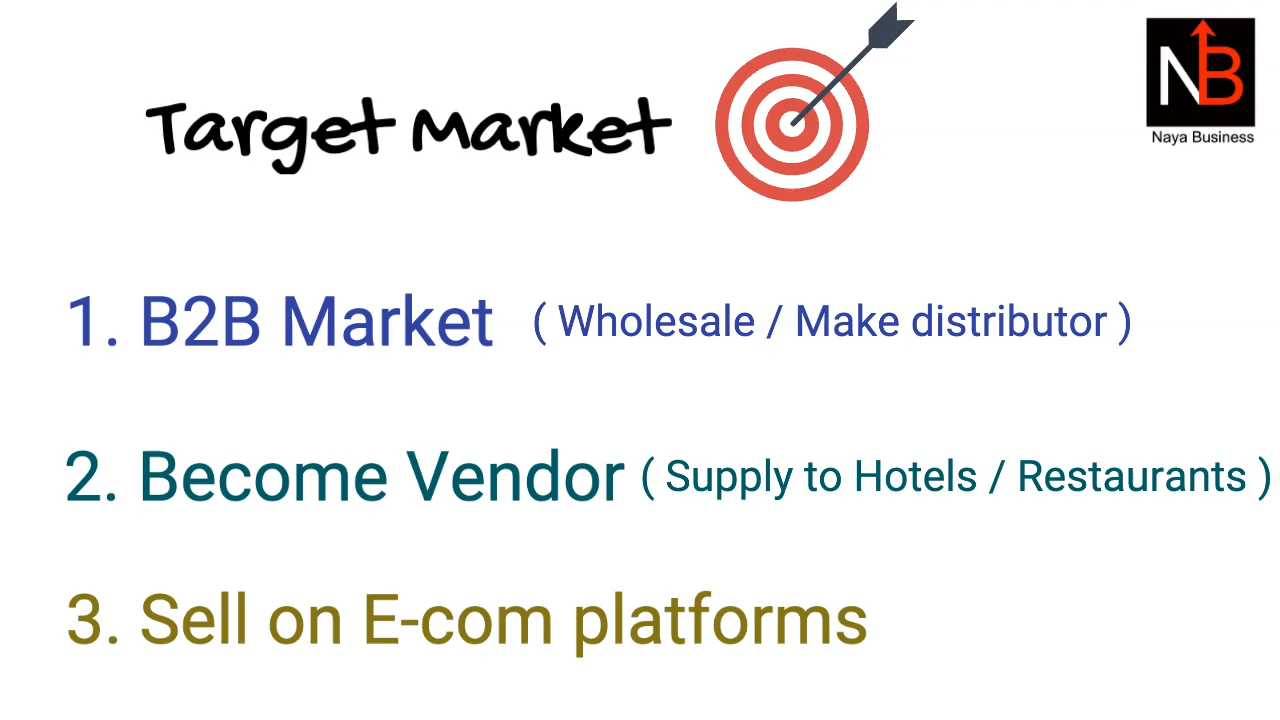 Target Market
NB
Naya Business
1. B2B Market ( Wholesale / Make distributor )
2. Become Vendor ( Supply to Hotels / Restaurants )
3. Sell on E-com platforms